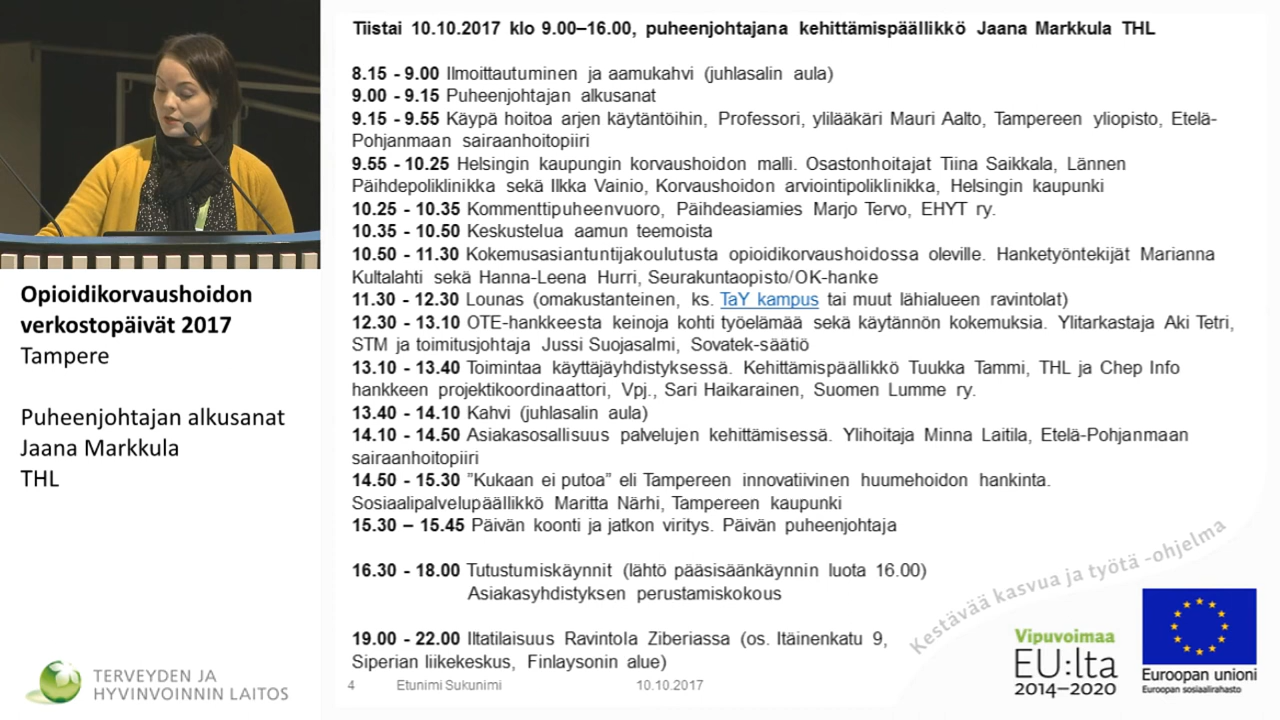 Tiistai 10.10.2017 klo 9.00–16.00, puheenjohtajana kehittämispäällikkö Jaana Markkula THL
8.15 - 9.00 Ilmoittautuminen ja aamukahvi (juhlasalin aula)
9.00 - 9.15 Puheenjohtajan alkusanat
9.15 - 9.55 Käypä hoitoa arjen käytäntöihin, Professori, ylilääkäri Mauri Aalto, Tampereen yliopisto, Etelä-
Pohjanmaan sairaanhoitopiiri
9.55 - 10.25 Helsingin kaupungin korvaushoidon malli. Osastonhoitajat Tiina Saikkala, Lännen
Päihdepoliklinikka sekä Ilkka Vainio, Korvaushoidon arviointipoliklinikka, Helsingin kaupunki
10.25 - 10.35 Kommenttipuheenvuoro, Päihdeasiamies Marjo Tervo, EHYT ry.
10.35 - 10.50 Keskustelua aamun teemoista
10.50 - 11.30 Kokemusasiantuntijakoulutusta opioidikorvaushoidossa oleville. Hanketyöntekijät Marianna
Kultalahti sekä Hanna-Leena Hurri, Seurakuntaopisto/OK-hanke
11.30 - 12.30 Lounas (omakustanteinen, ks. TaY kampus tai muut lähialueen ravintolat)
12.30 - 13.10 OTE-hankkeesta keinoja kohti työelämää sekä käytännön kokemuksia. Ylitarkastaja Aki Tetri,
STM ja toimitusjohtaja Jussi Suojasalmi, Sovatek-säätiö
13.10 - 13.40 Toimintaa käyttäjäyhdistyksessä. Kehittämispäällikkö Tuukka Tammi, THL ja Chep Info
hankkeen projektikoordinaattori, Vpj., Sari Haikarainen, Suomen Lumme ry.
13.40 - 14.10 Kahvi (juhlasalin aula)
14.10 - 14.50 Asiakasosallisuus palvelujen kehittämisessä. Ylihoitaja Minna Laitila, Etelä-Pohjanmaan
sairaanhoitopiiri
14.50 - 15.30 ”Kukaan ei putoa” eli Tampereen innovatiivinen huumehoidon hankinta.
Sosiaalipalvelupäällikkö Maritta Närhi, Tampereen kaupunki
15.30 – 15.45 Päivän koonti ja jatkon viritys. Päivän puheenjohtaja
16.30 - 18.00 Tutustumiskäynnit (lähtö pääsisäänkäynnin luota 16.00)
Asiakasyhdistyksen perustamiskokous
19.00 - 22.00 Iltatilaisuus Ravintola Ziberiassa (os. Itäinenkatu 9,
Siperian liikekeskus, Finlaysonin alue)
4 Etunimi Sukunimi 10.10.2017
Opioidikorvaushoidon
verkostopäivät 2017
Tampere
Puheenjohtajan alkusanat
Jaana Markkula
THL
TERVEYDEN JA
HYVINVOINNIN LAITOS
Kestävää kasvua ja työtä -ohjelma
Vipuvoimaa
EU:lta
2014–2020
Euroopan unioni
Euroopan sosiaalirahasto